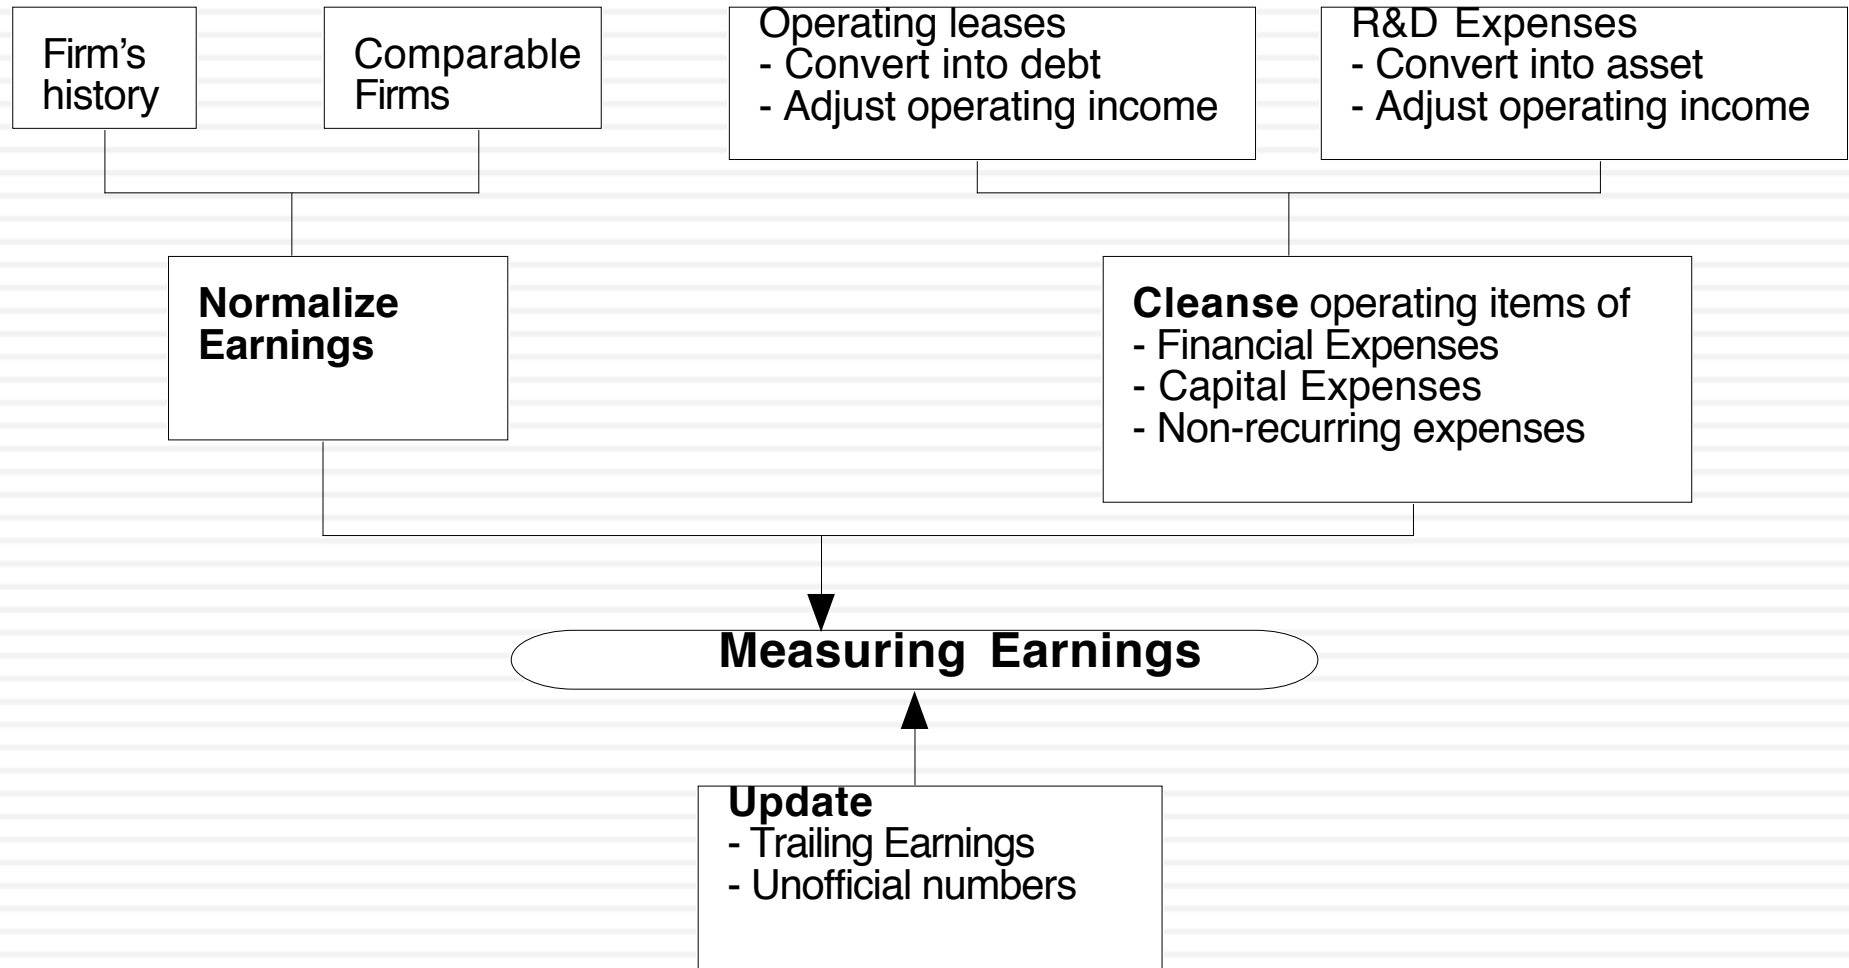 Firm's
history
Comparable
Firms
Operating leases
- Convert into debt
- Adjust operating income
R&D Expenses
- Convert into asset
- Adjust operating income
Normalize
Earnings
Cleanse operating items of
- Financial Expenses
- Capital Expenses
- Non-recurring expenses
Measuring Earnings
Update
- Trailing Earnings
- Unofficial numbers